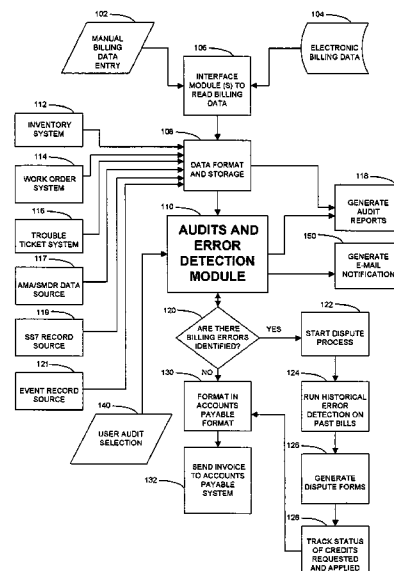 102
MANUAL
BILLING
DATA
ENTRY
104
ELECTRONIC
BILLING DATA
106
INTERFACE
MODULE (S) TO
READ BILLING
DATA
112
INVENTORY
SYSTEM
108
DATA FORMAT
AND STORAGE
114
WORK ORDER
SYSTEM
116
TROUBLE
TICKET SYSTEM
110
AUDITS AND
ERROR
DETECTION
MODULE
118
GENERATE
AUDIT
REPORTS
117
AMA/SMDR DATA
SOURCE
150
GENERATE
E-MAIL
NOTIFICATION
119
SS7 RECORD
SOURCE
120
ARE THERE
BILLING ERRORS
IDENTIFIED?
YES
NO
122
START DISPUTE
PROCESS
121
EVENT RECORD
SOURCE
130
FORMAT IN
ACCOUNTS
PAYABLE
FORMAT
124
RUN HISTORICAL
ERROR
DETECTION ON
PAST BILLS
140
USER AUDIT
SELECTION
132
SEND INVOICE
TO ACCOUNTS
PAYABLE
SYSTEM
126
GENERATE
DISPUTE FORMS
128
TRACK STATUS
OF CREDITS
REQUESTED
AND APPLIED